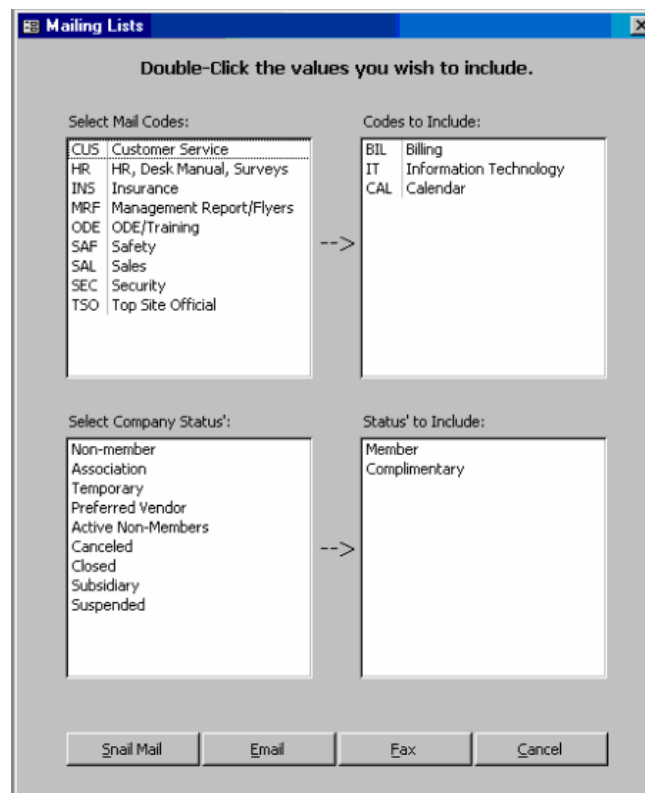 Mailing Lists
Double-Click the values you wish to include.
Select Mail Codes:
CUS Customer Service
HR HR, Desk Manual, Surveys
INS Insurance
MRF Management Report/Flyers
ODE ODE/Training
SAF Safety
SAL Sales
SEC Security
TSO Top Site Official
-->
Codes to Include:
BIL Billing
IT Information Technology
CAL Calendar
Select Company Status':
Non-member
Association
Temporary
Preferred Vendor
Active Non-Members
Canceled
Closed
Subsidiary
Suspended
-->
Status' to Include:
Member
Complimentary
Snail Mail
Email
Fax
Cancel